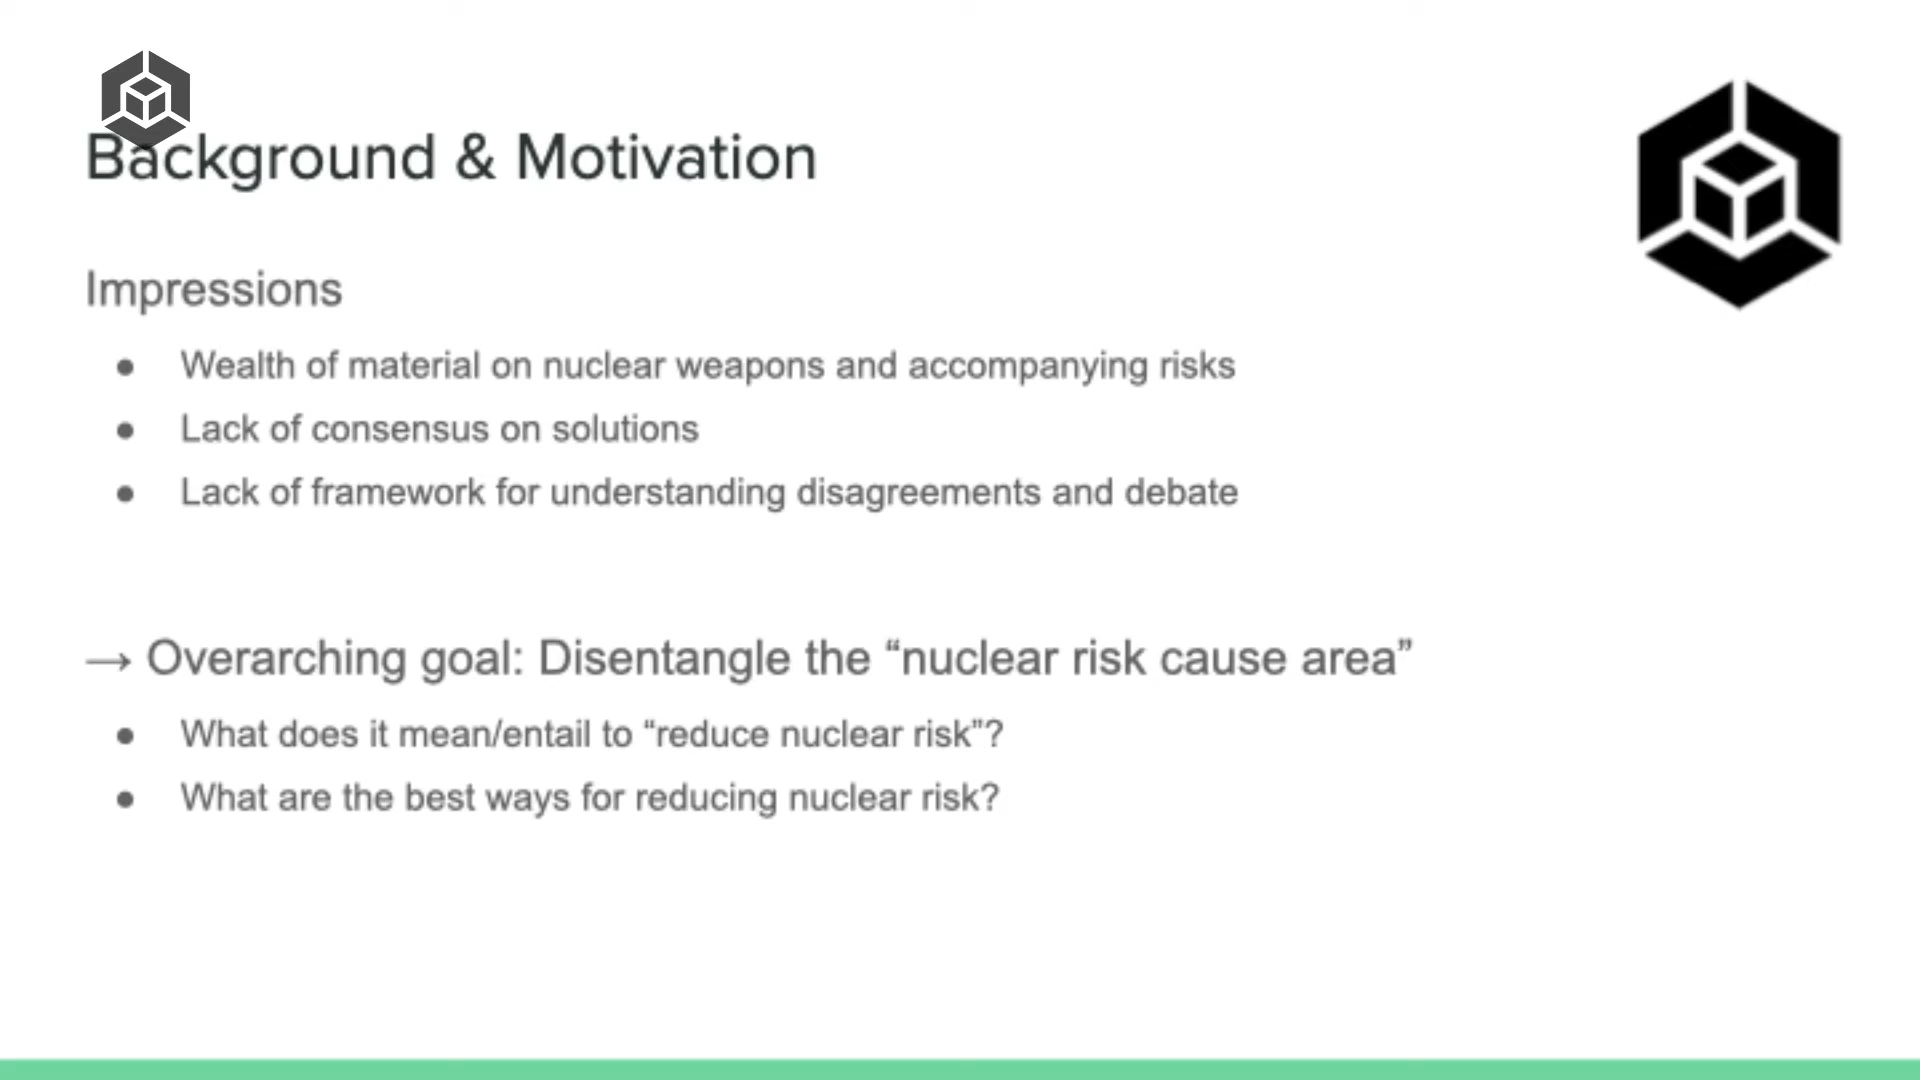 Background & Motivation
Impressions
● Wealth of material on nuclear weapons and accompanying risks
● Lack of consensus on solutions
● Lack of framework for understanding disagreements and debate
→ Overarching goal: Disentangle the “nuclear risk cause area”
● What does it mean/entail to “reduce nuclear risk”?
● What are the best ways for reducing nuclear risk?